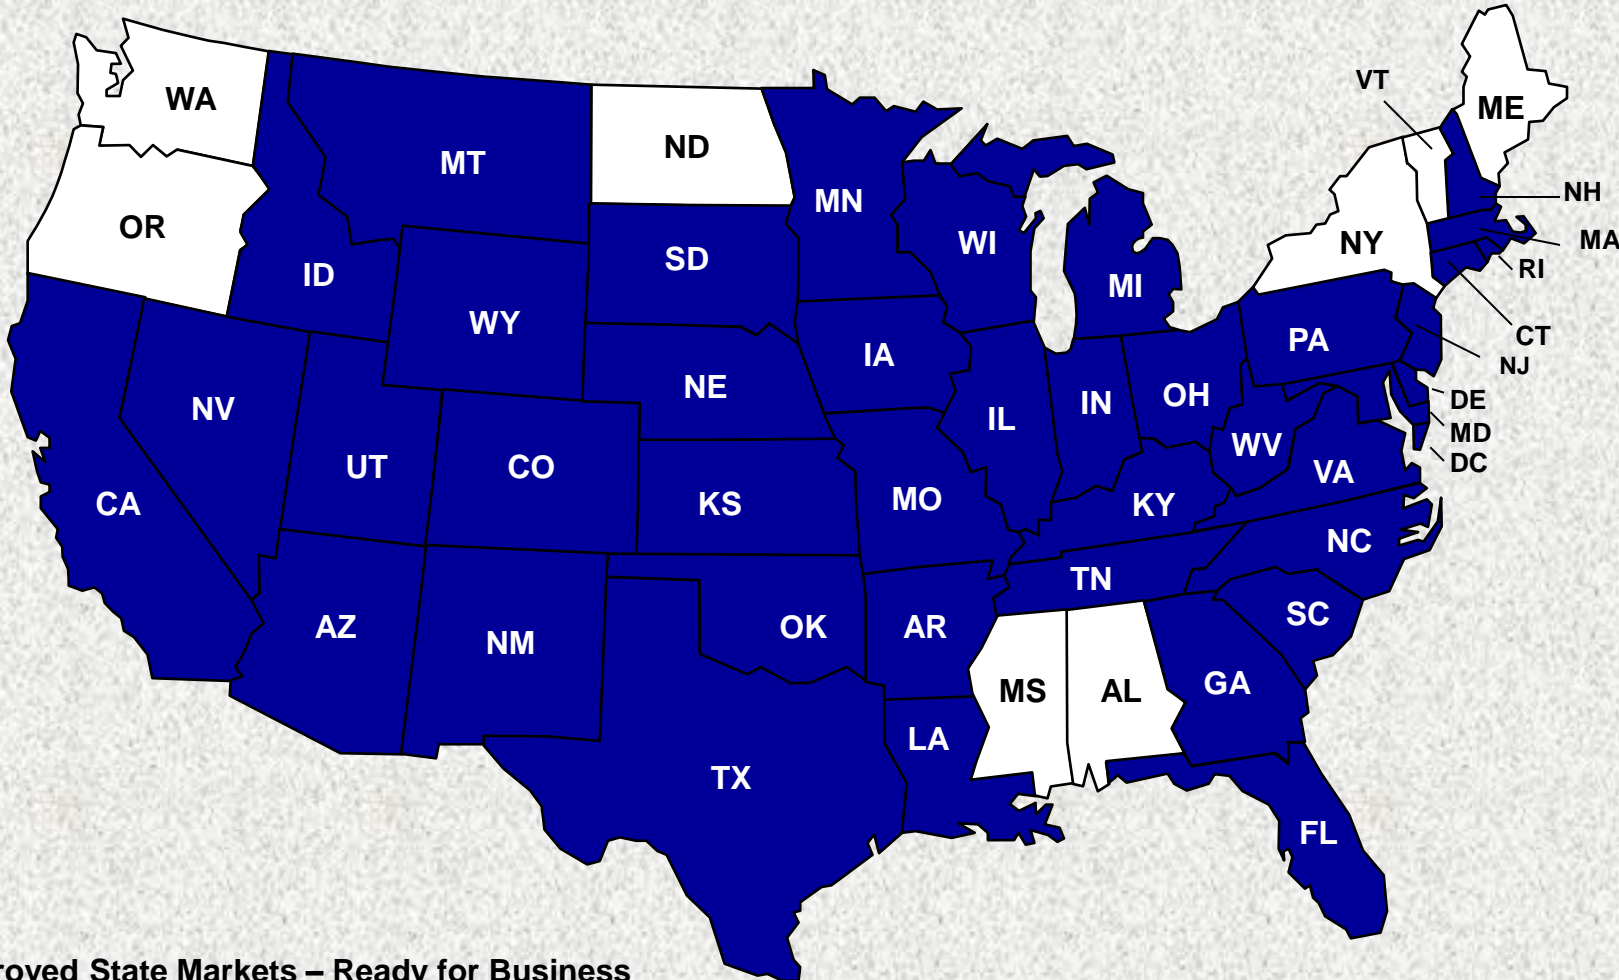 WA
VT
ME
MT
ND
MN
NH
OR
MA
WI
NY
SD
RI
ID
MI
WY
CT
PA
NJ
IA
NE
OH
DE
NV
IN
IL
MD
WV
DC
UT
CO
VA
CA
KS
MO
KY
NC
TN
SC
AZ
OK
AR
NM
GA
MS
AL
LA
TX
FL
State Markets – Ready for Business